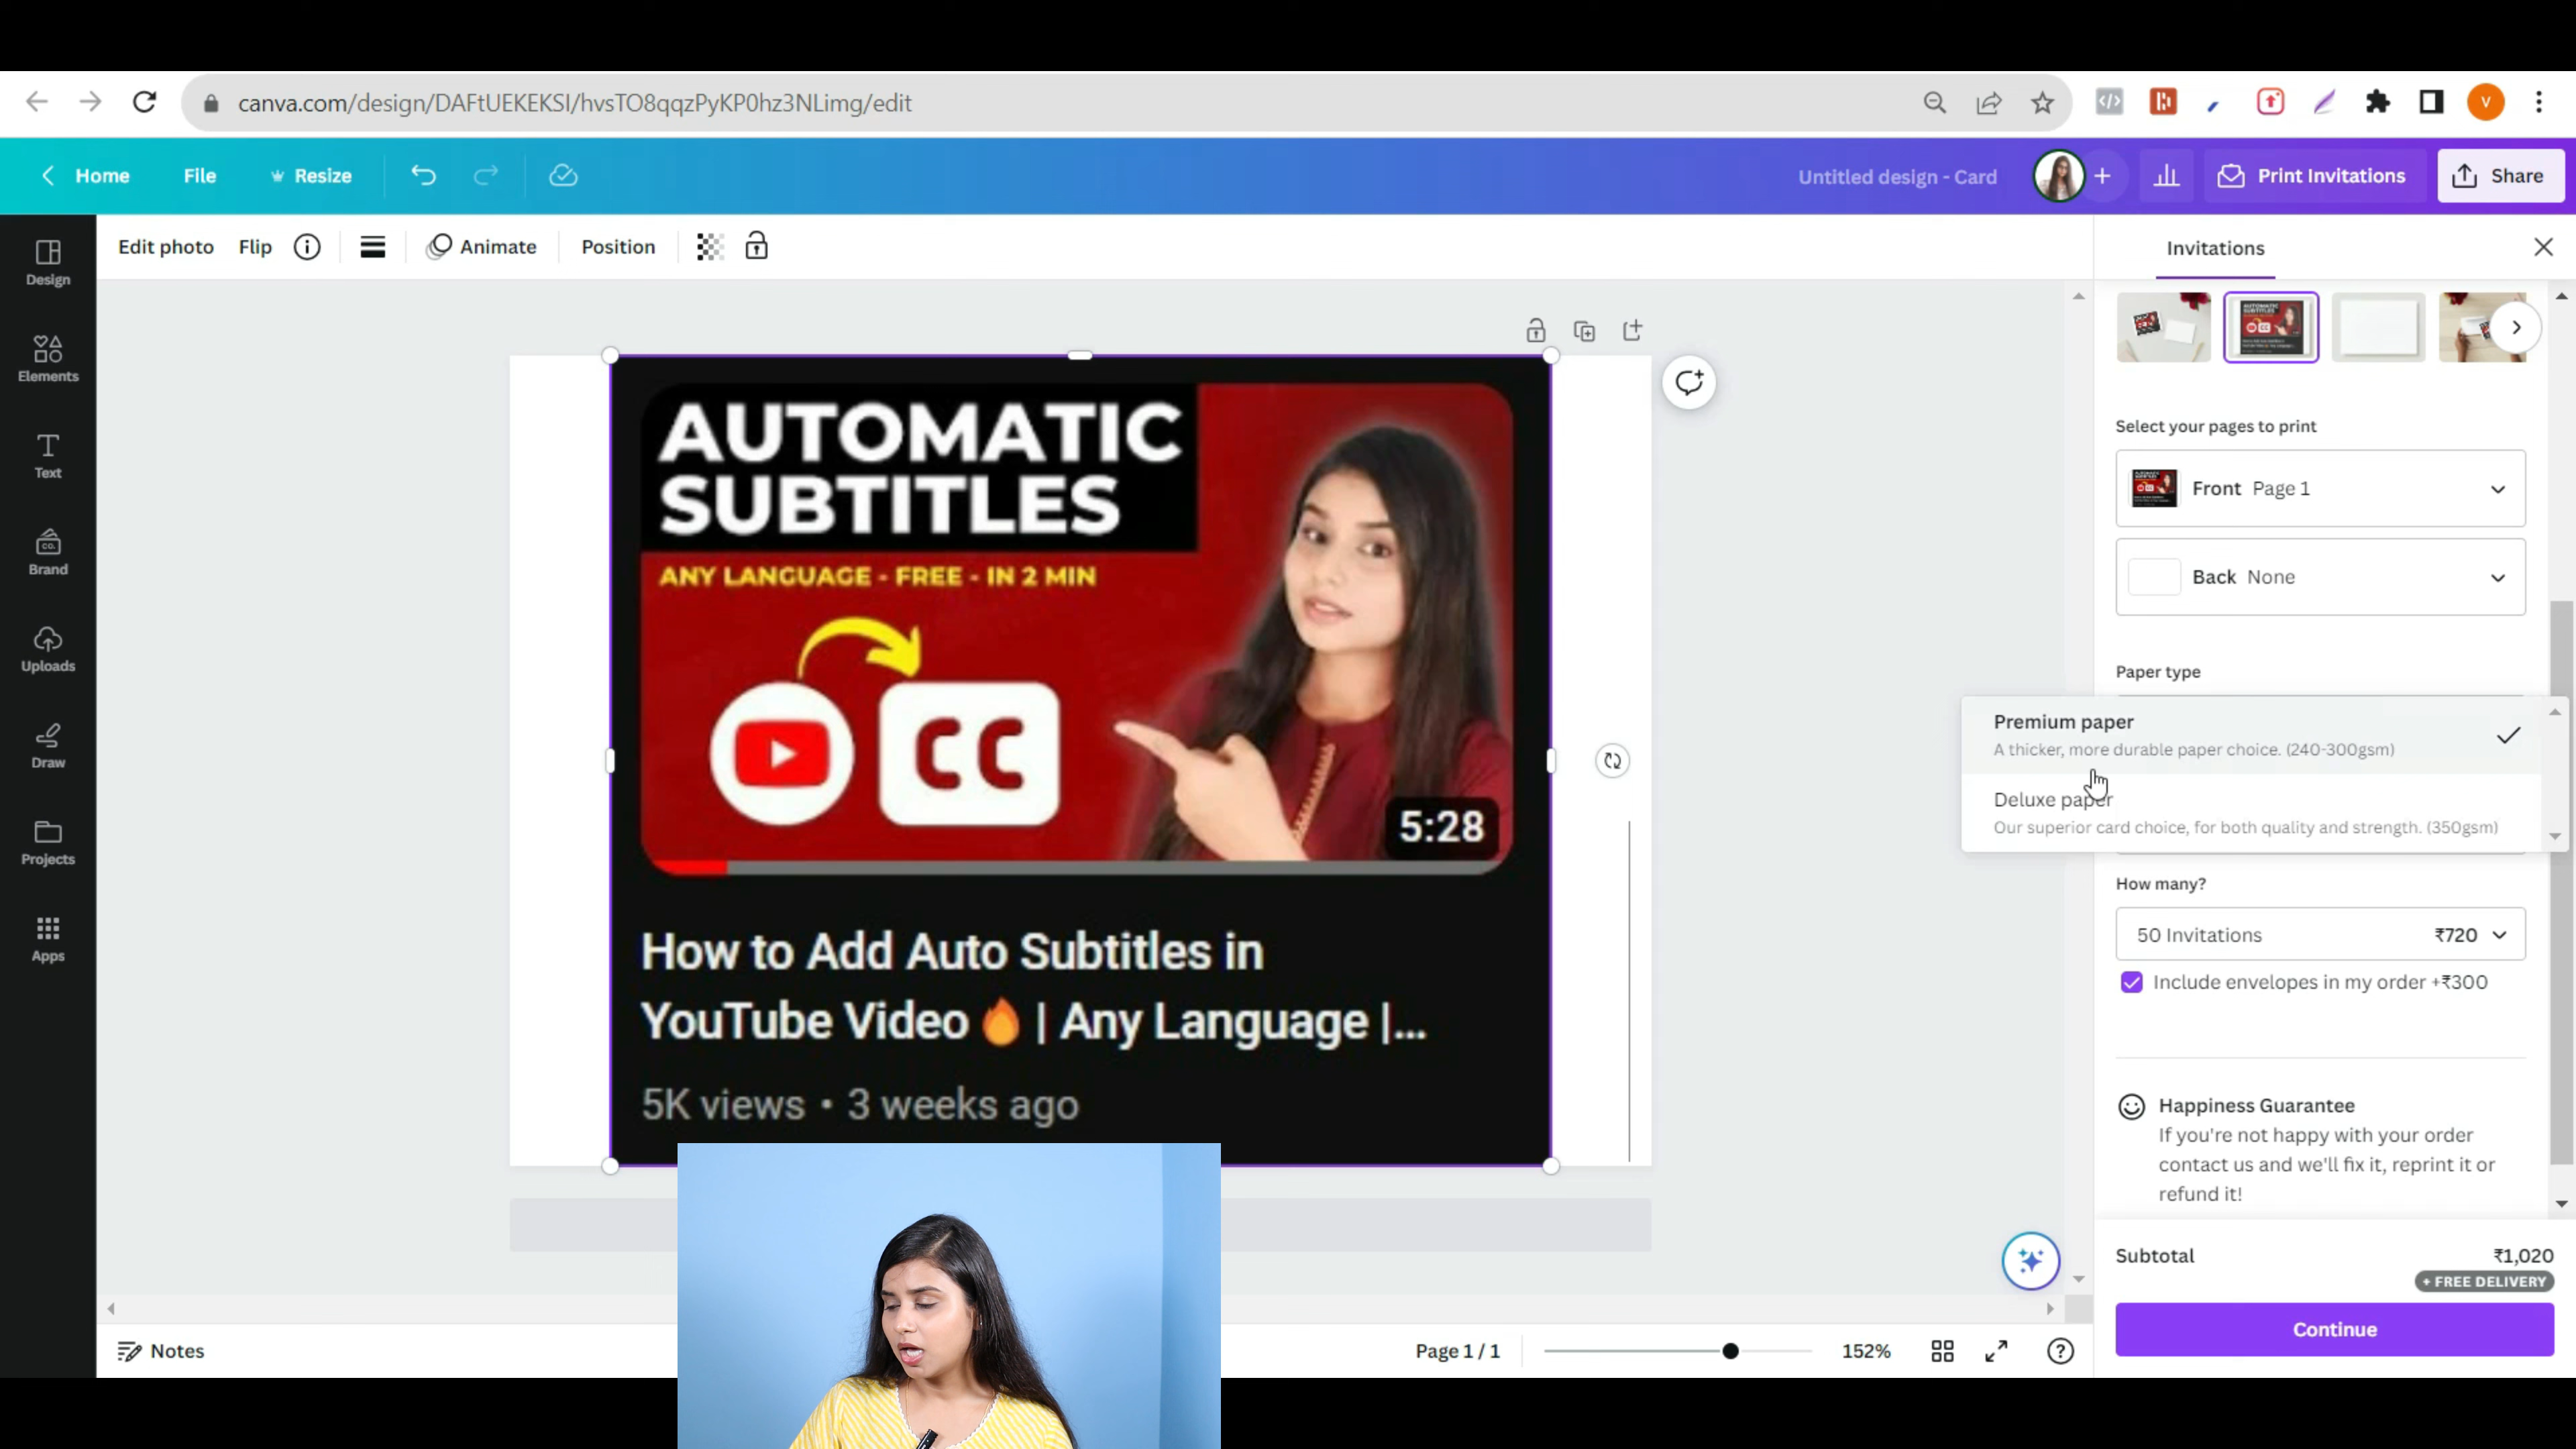 canva.com/design/DAFtUEKEKSI/hvsTO8qqzPyKP0hz3NLimg/edit
V
Home
File
Resize
Untitled design - Card
Print Invitations
Share
Design
Elements
Text
CO.
Brand
Uploads
Draw
Projects
Apps
Edit photo
Flip
Animate
Position
AUTOMATIC
SUBTITLES
ANY LANGUAGE - FREE - IN 2 MIN
CC
5:28
How to Add Auto Subtitles in
YouTube Video🔥 | Any Language |...
5K views • 3 weeks ago
Invitations
Select your pages to print
Front Page 1
Back None
Paper type
Premium paper
A thicker, more durable paper choice. (240-300gsm)
Deluxe paper
Our superior card choice, for both quality and strength. (350gsm)
How many?
50 Invitations ₹720
Include envelopes in my order +₹300
Happiness Guarantee
If you're not happy with your order
contact us and we'll fix it, reprint it or
refund it!
Subtotal ₹1,020
+ FREE DELIVERY
Continue
Notes
Page 1 / 1
152%